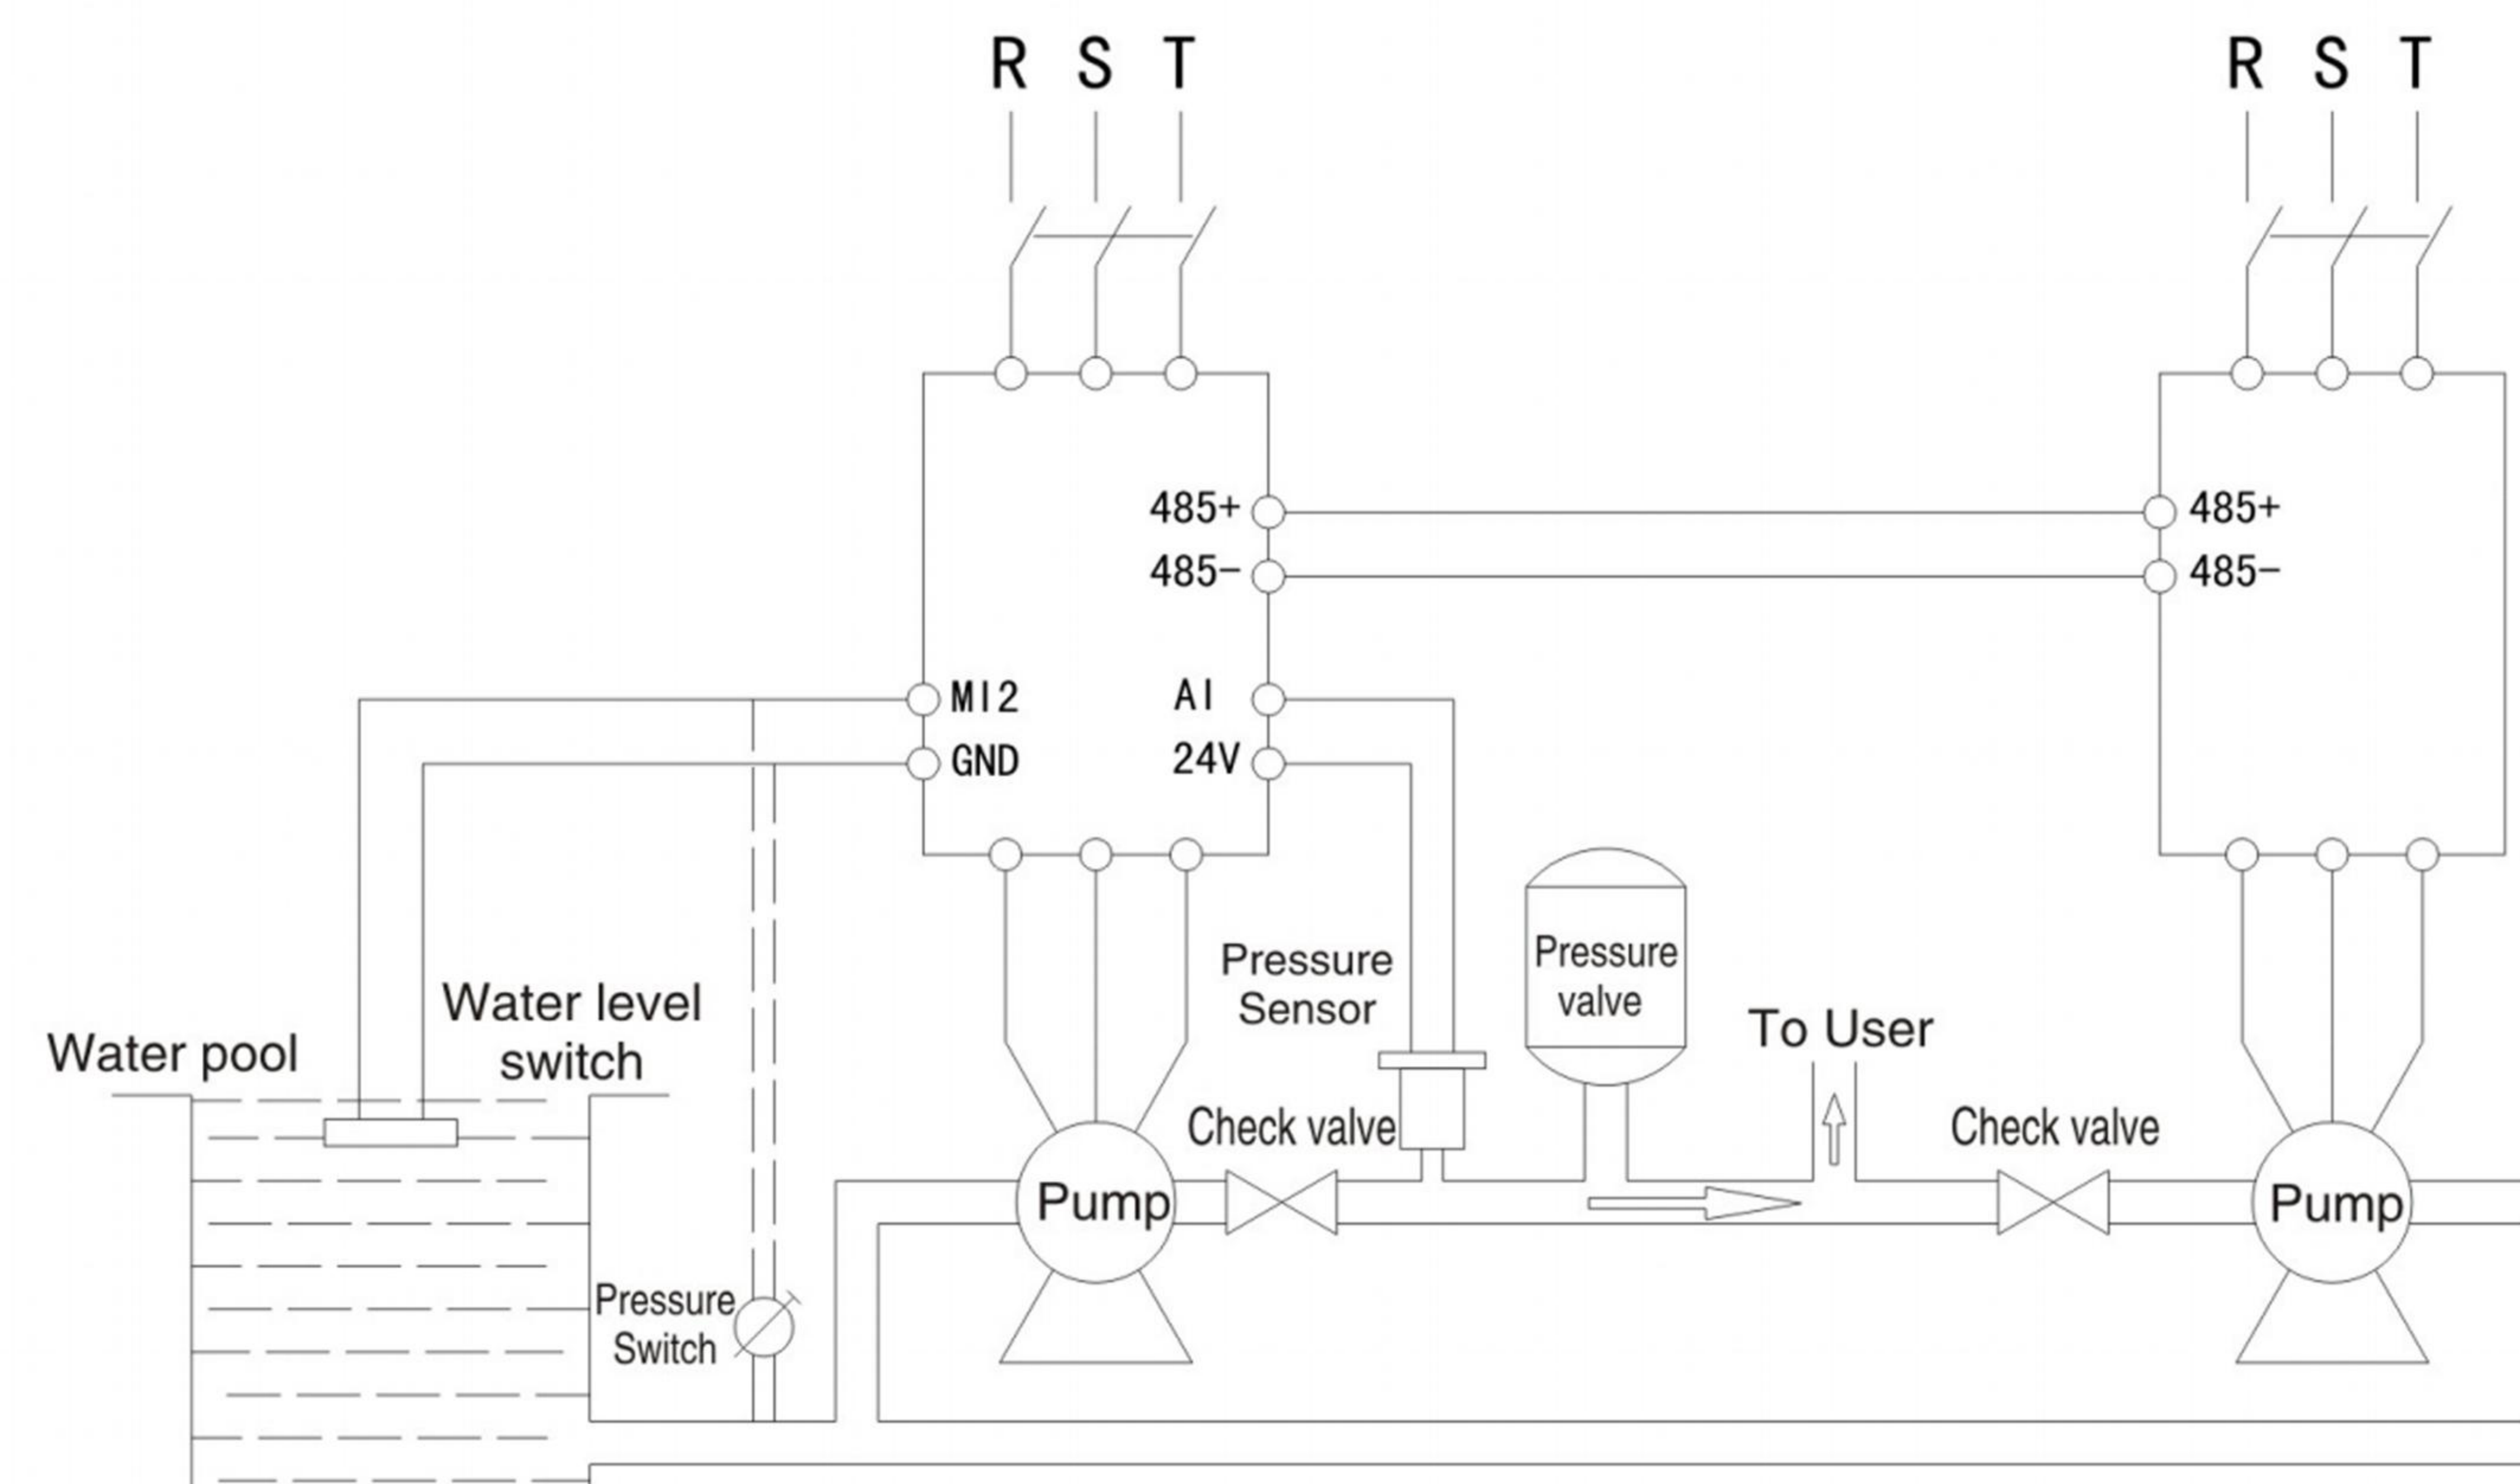 R S T
R S T
485+
485+
485-
485-
MI2
AI
GND
24V
Pressure
Sensor
Pressure
valve
Water level
switch
To User
Water pool
Check valve
Check valve
Pump
Pump
Pressure
Switch